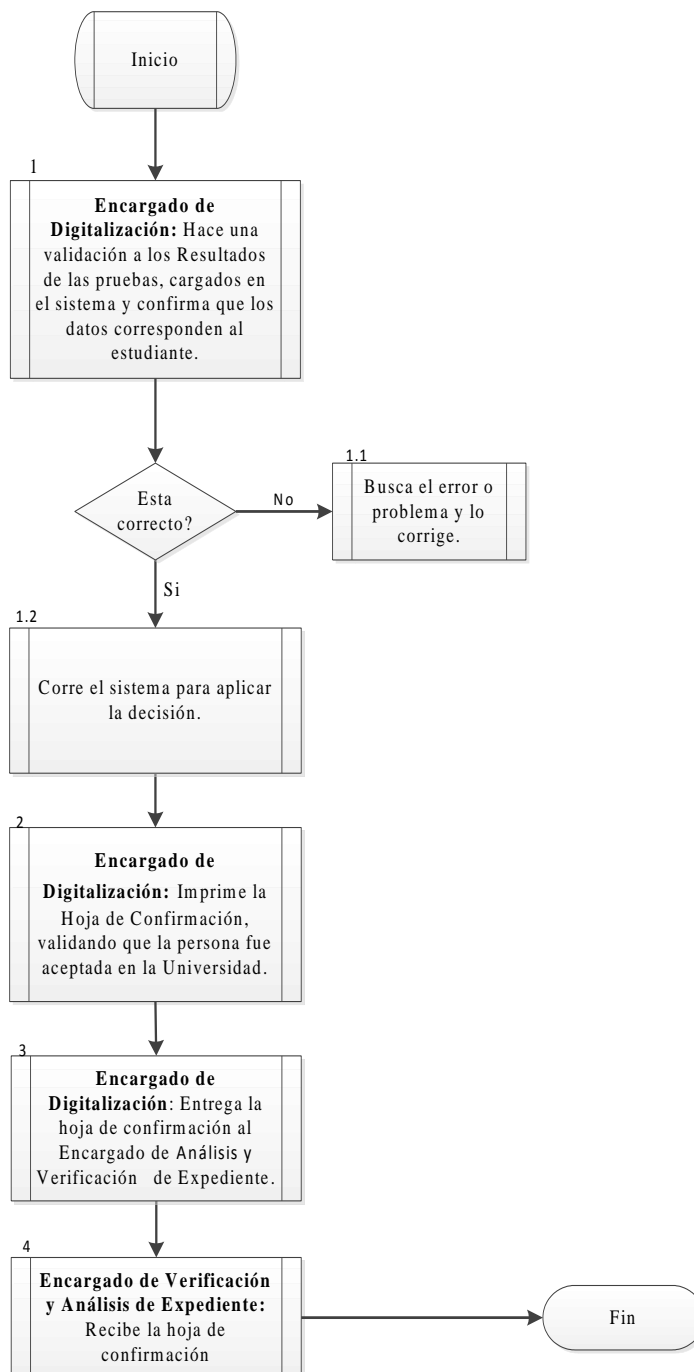 Inicio
1
Encargado de
Digitalización: Hace una
validación a los Resultados
de las pruebas, cargados en
el sistema y confirma que los
datos corresponden al
estudiante.
Esta
correcto?
No
1.1
Busca el error o
problema y lo
corrige.
Si
1.2
Corre el sistema para aplicar
la decisión.
2
Encargado de
Digitalización: Imprime la
Hoja de Confirmación,
validando que la persona fue
aceptada en la Universidad.
3
Encargado de
Digitalización: Entrega la
hoja de confirmación al
Encargado de Análisis y
Verificación de Expediente.
4
Encargado de Verificación
y Análisis de Expediente:
Recibe la hoja de
confirmación
Fin